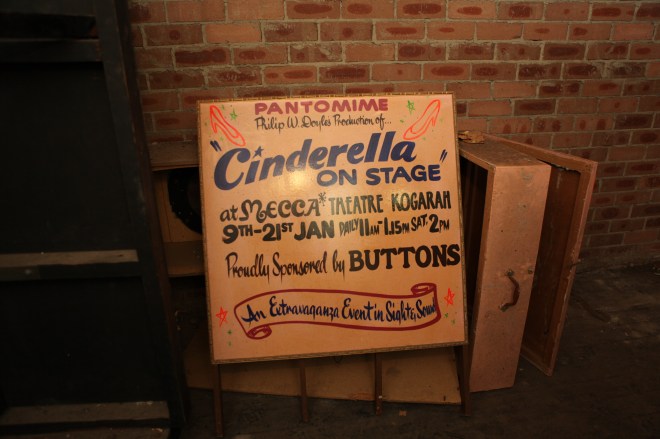 PANTOMIME
Philip W. Doyle's Production of...
"Cinderella
ON STAGE"
at MECCA* THEATRE KOGARAH
9TH-21ST JAN DAILY 11AM-1.15PM SAT. 2PM
Proudly Sponsored by BUTTONS
An Extravaganza Event in Sight & Sound